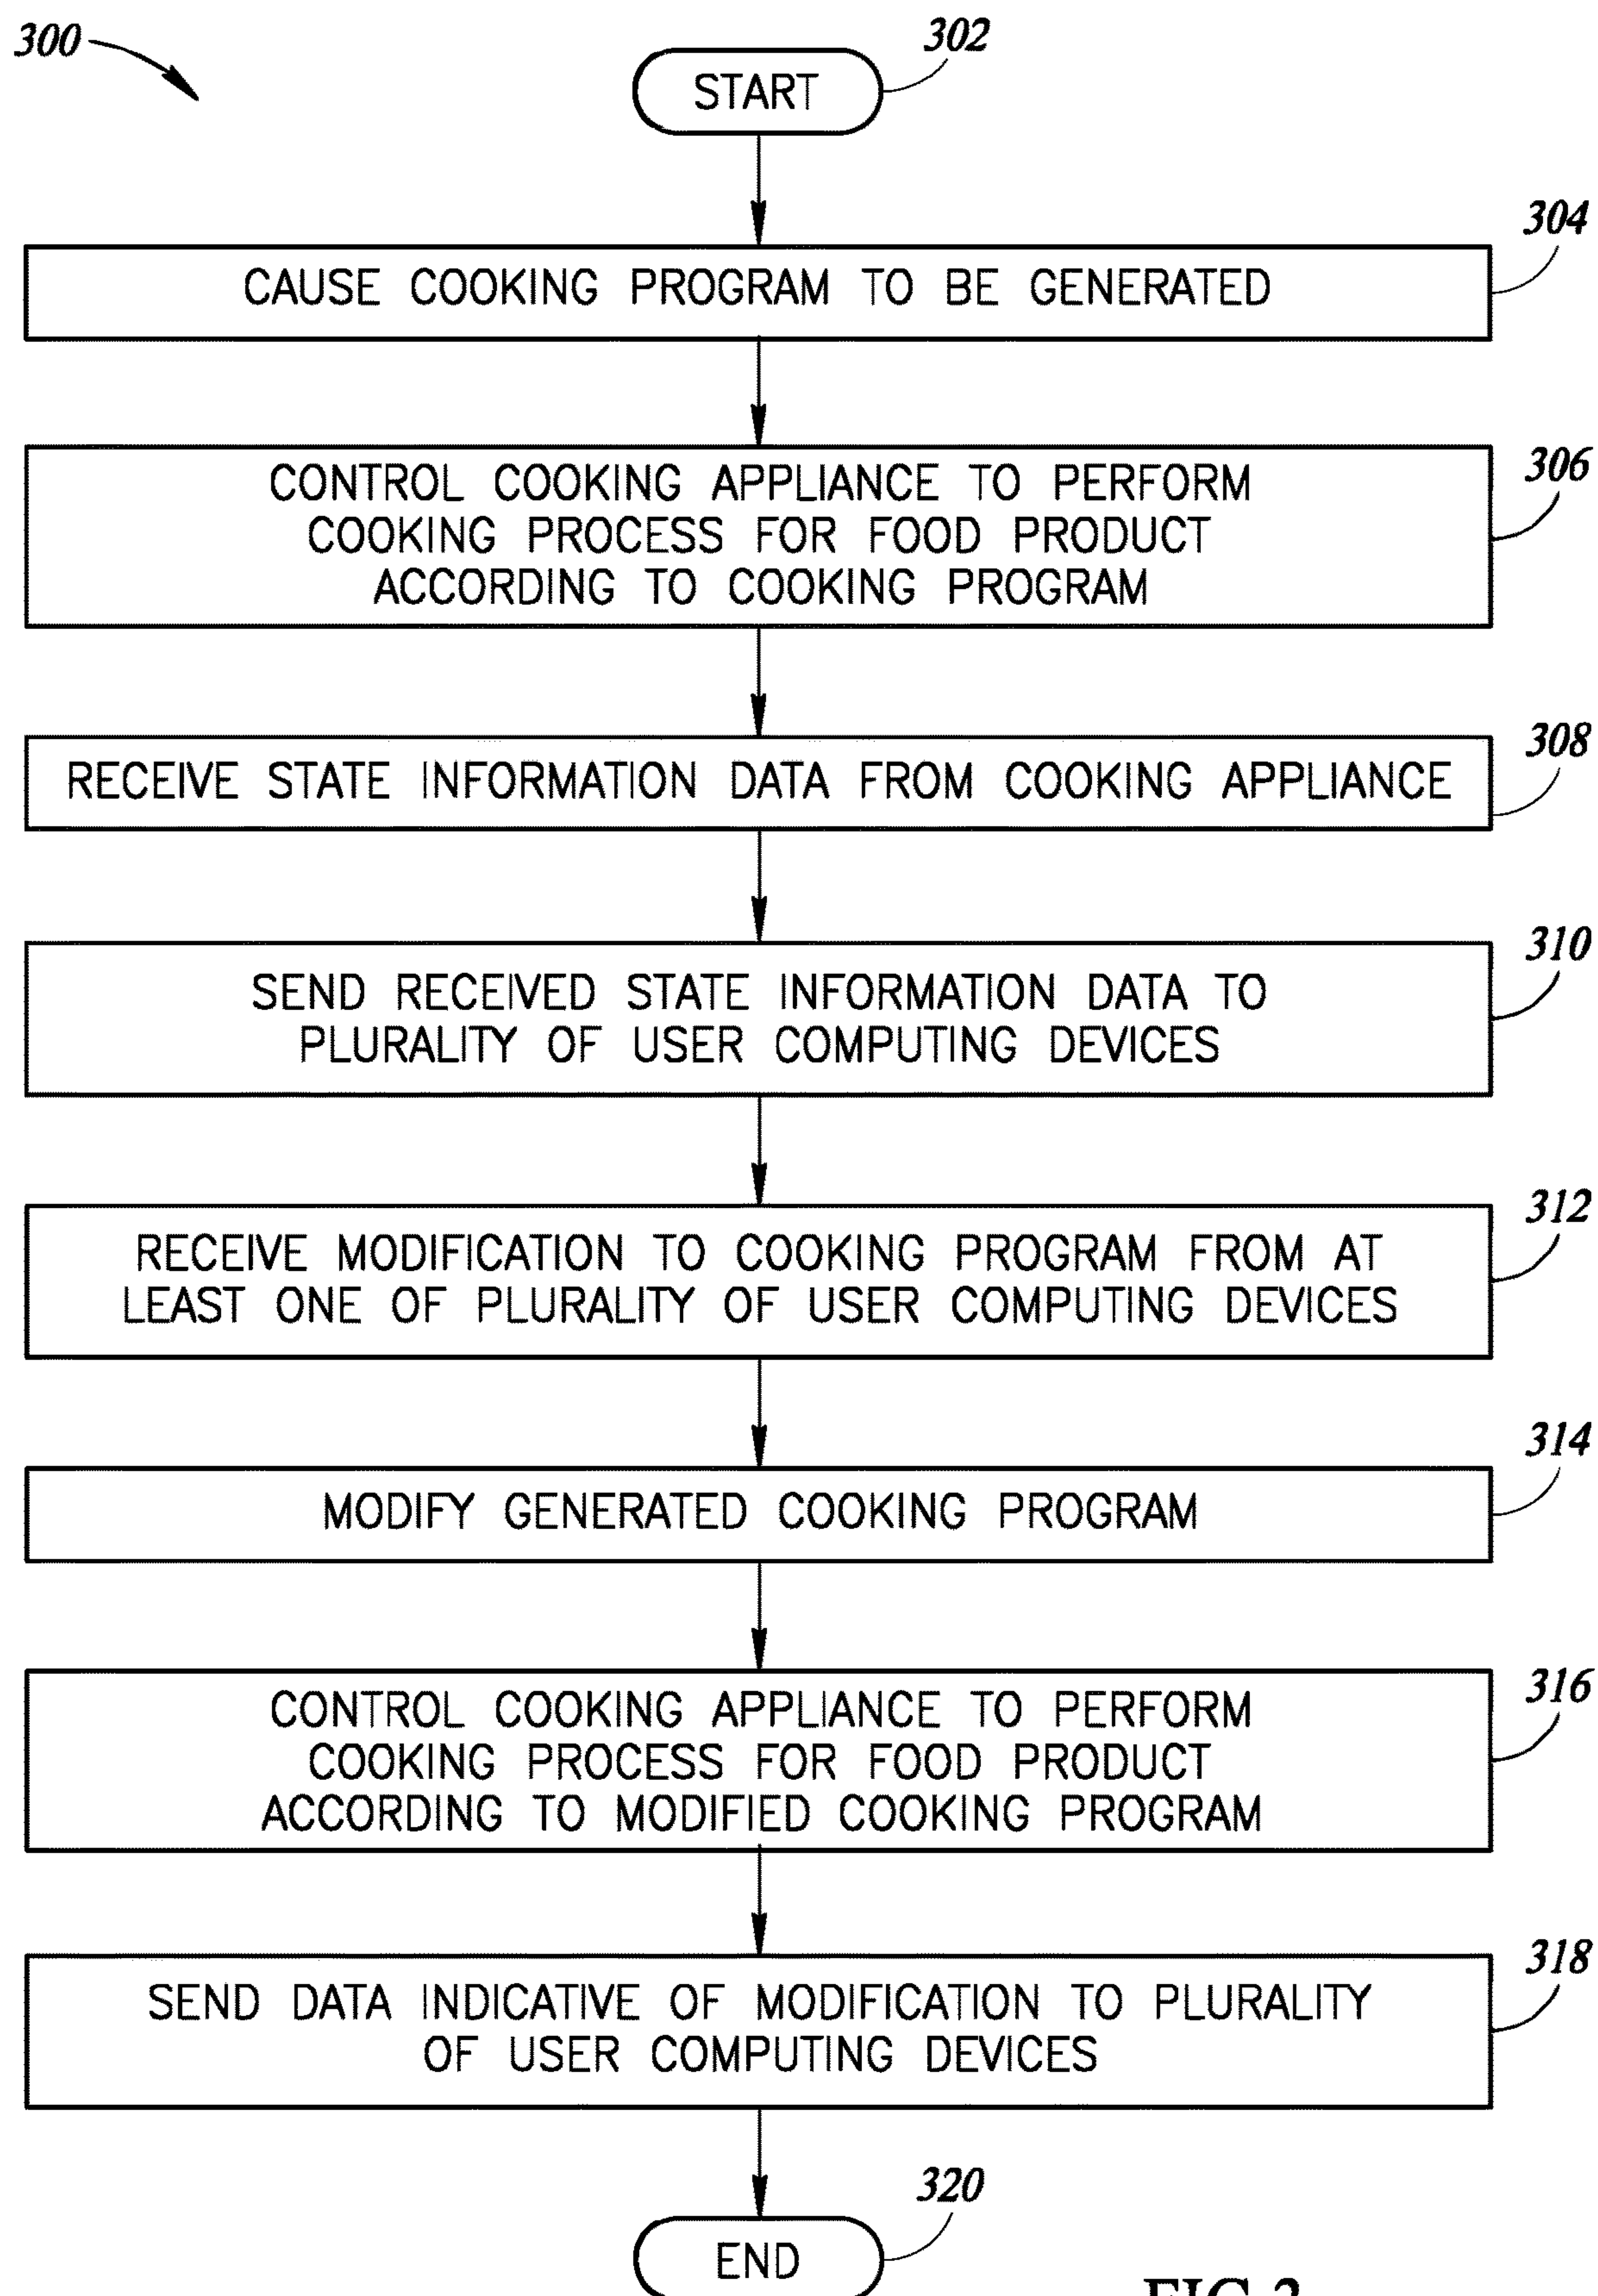 300
302
START
304
CAUSE COOKING PROGRAM TO BE GENERATED
306
CONTROL COOKING APPLIANCE TO PERFORM
COOKING PROCESS FOR FOOD PRODUCT
ACCORDING TO COOKING PROGRAM
308
RECEIVE STATE INFORMATION DATA FROM COOKING APPLIANCE
310
SEND RECEIVED STATE INFORMATION DATA TO
PLURALITY OF USER COMPUTING DEVICES
312
RECEIVE MODIFICATION TO COOKING PROGRAM FROM AT
LEAST ONE OF PLURALITY OF USER COMPUTING DEVICES
314
MODIFY GENERATED COOKING PROGRAM
316
CONTROL COOKING APPLIANCE TO PERFORM
COOKING PROCESS FOR FOOD PRODUCT
ACCORDING TO MODIFIED COOKING PROGRAM
318
SEND DATA INDICATIVE OF MODIFICATION TO PLURALITY
OF USER COMPUTING DEVICES
320
END